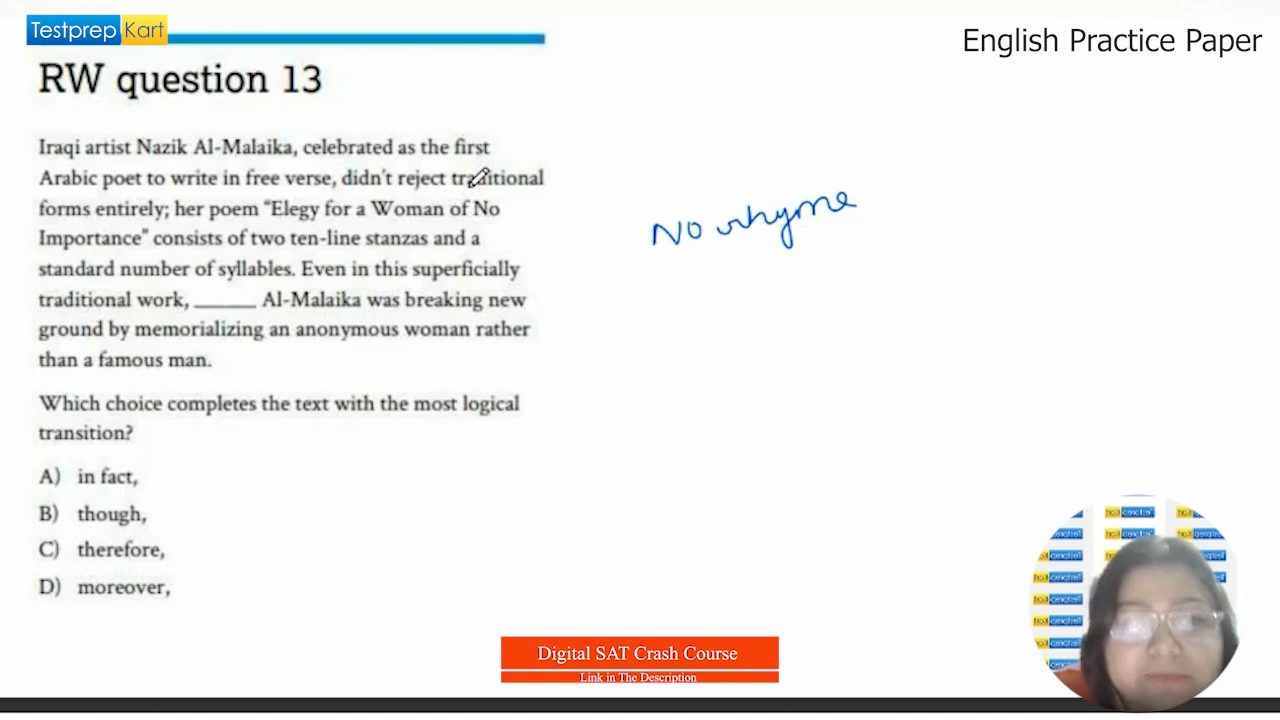 Testprep Kart
English Practice Paper
RW question 13
Iraqi artist Nazik Al-Malaika, celebrated as the first
Arabic poet to write in free verse, didn't reject traditional
forms entirely; her poem “Elegy for a Woman of No
Importance” consists of two ten-line stanzas and a
standard number of syllables. Even in this superficially
traditional work, ______ Al-Malaika was breaking new
ground by memorializing an anonymous woman rather
than a famous man.
No rhyme
Which choice completes the text with the most logical
transition?
A) in fact,
B) though,
C) therefore,
D) moreover,
Digital SAT Crash Course
Link in The Description